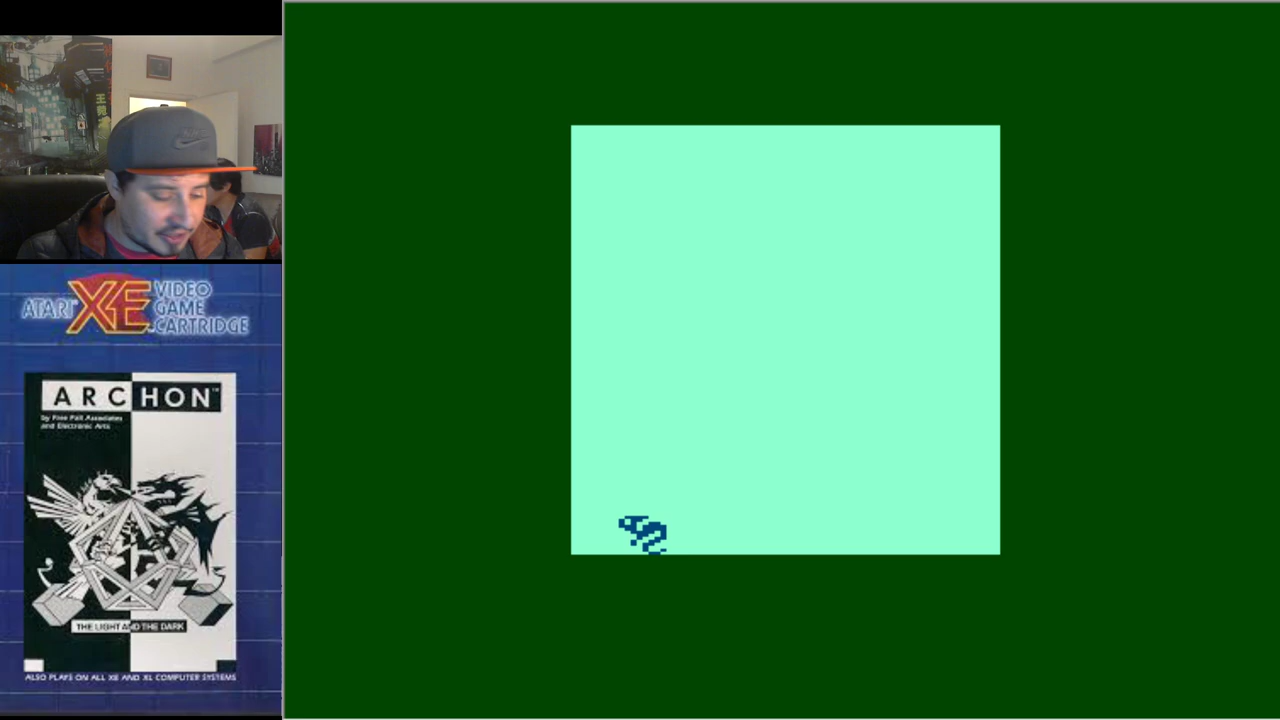 ATARI XE VIDEO
GAME
CARTRIDGE
ARCHON™
by Free Fall Associates
and Electronic Arts
THE LIGHT AND THE DARK
ALSO PLAYS ON ALL XE AND XL COMPUTER SYSTEMS